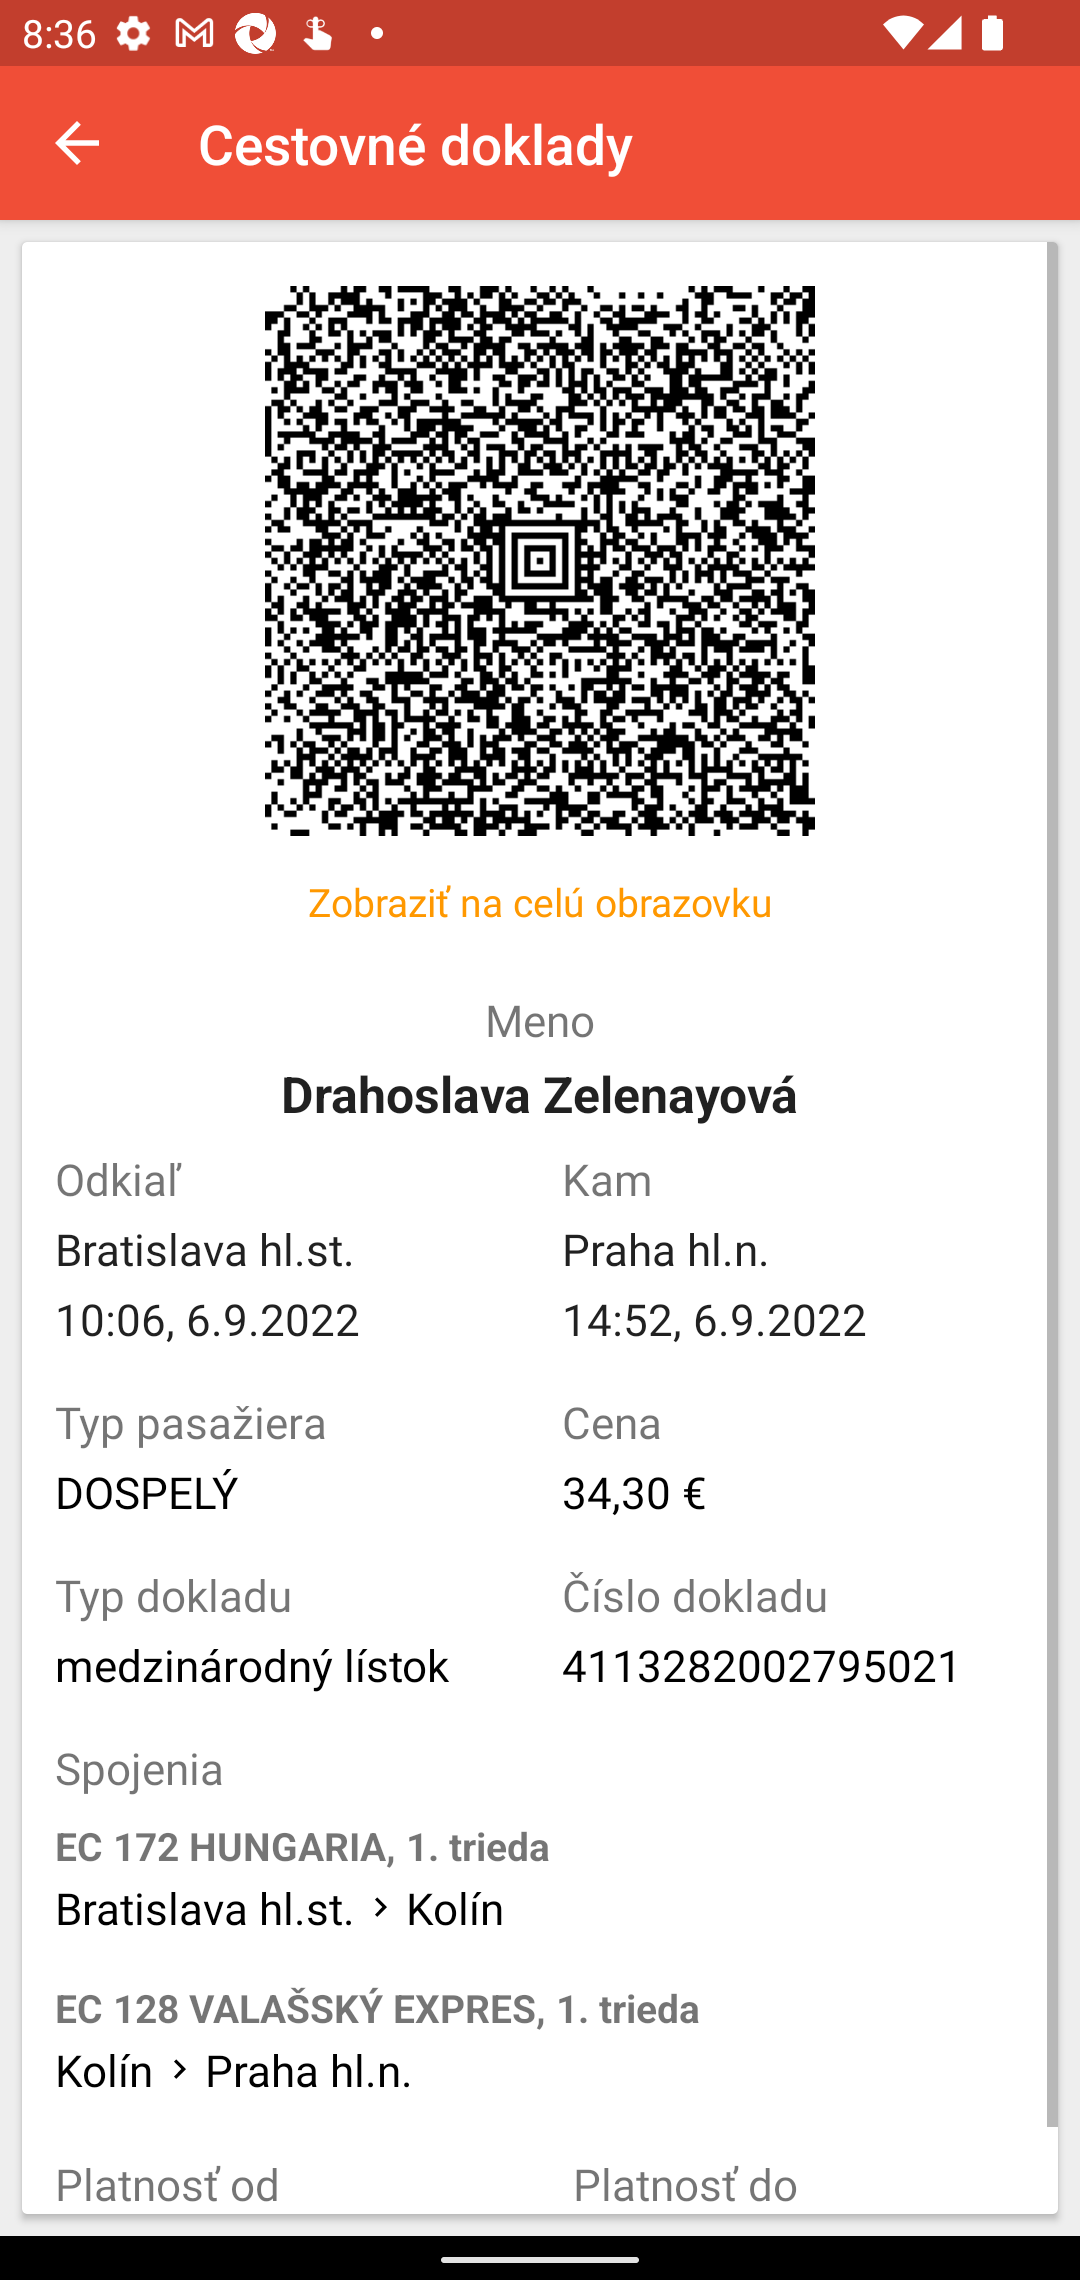 8:36
Cestovné doklady
Zobraziť na celú obrazovku
Meno
Drahoslava Zelenayová
Odkiaľ
Kam
Bratislava hl.st.
Praha hl.n.
10:06, 6.9.2022
14:52, 6.9.2022
Typ pasažiera
Cena
DOSPELÝ
34,30 €
Typ dokladu
Číslo dokladu
medzinárodný lístok
4113282002795021
Spojenia
EC 172 HUNGARIA, 1. trieda
Bratislava hl.st. > Kolín
EC 128 VALAŠSKÝ EXPRES, 1. trieda
Kolín > Praha hl.n.
Platnosť od
Platnosť do